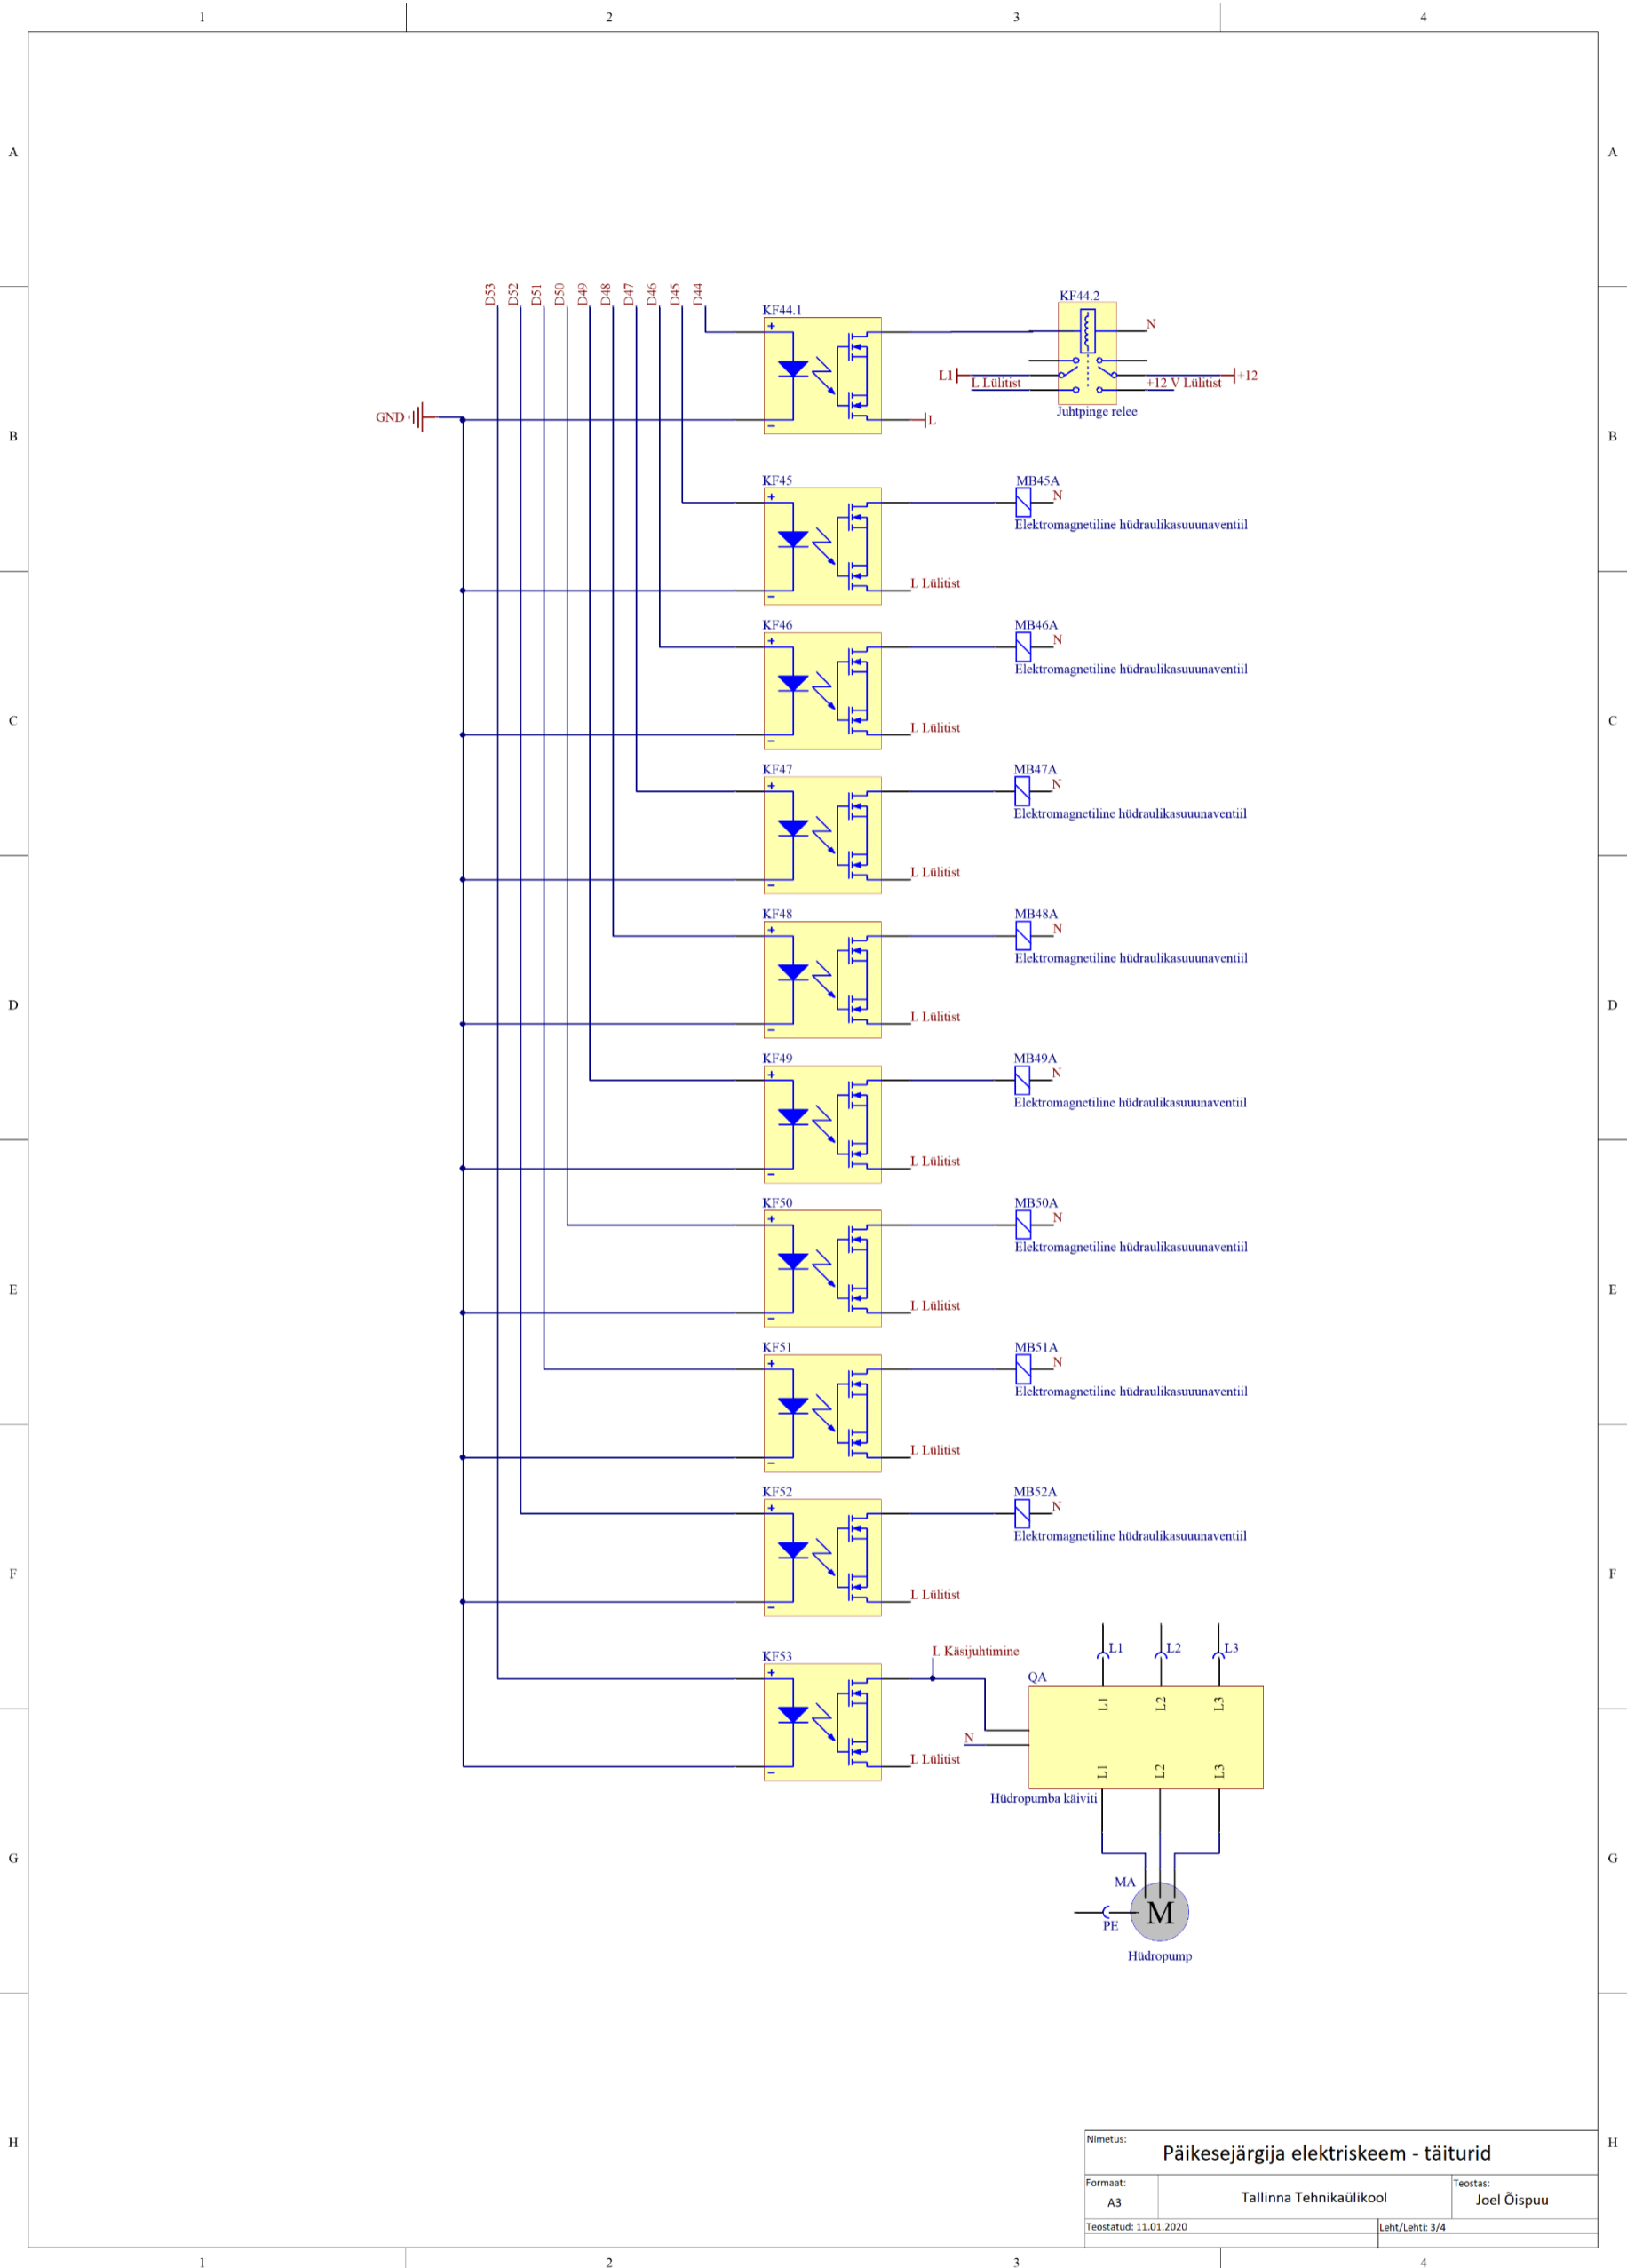 1 2 3 4
A A
D53 D52 D51 D50 D49 D48 D47 D46 D45 D44
KF44.1 KF44.2
+ N
L1 L Lülitist +12 V Lülitist +12
Juhtpinge relee
GND L
-
B B
KF45 MB45A
+ N
Elektromagnetiline hüdraulikasuuunaventiil
L Lülitist
-
KF46 MB46A
+ N
Elektromagnetiline hüdraulikasuuunaventiil
C C
L Lülitist
-
KF47 MB47A
+ N
Elektromagnetiline hüdraulikasuuunaventiil
L Lülitist
-
KF48 MB48A
+ N
Elektromagnetiline hüdraulikasuuunaventiil
D D
L Lülitist
-
KF49 MB49A
+ N
Elektromagnetiline hüdraulikasuuunaventiil
L Lülitist
-
KF50 MB50A
+ N
Elektromagnetiline hüdraulikasuuunaventiil
E E
L Lülitist
-
KF51 MB51A
+ N
Elektromagnetiline hüdraulikasuuunaventiil
L Lülitist
-
KF52 MB52A
+ N
Elektromagnetiline hüdraulikasuuunaventiil
F F
L Lülitist
-
L Käsijuhtimine L1 L2 L3
KF53 QA
+ L1 L2 L3
N
L Lülitist L1 L2 L3
-
Hüdropumba käiviti
G G
MA
M
PE
Hüdropump
H H
Nimetus:
Päikesejärgija elektriskeem - täiturid
Formaat:
A3
Tallinna Tehnikaülikool
Teostas:
Joel Õispuu
Teostatud: 11.01.2020 Leht/Lehti: 3/4
1 2 3 4